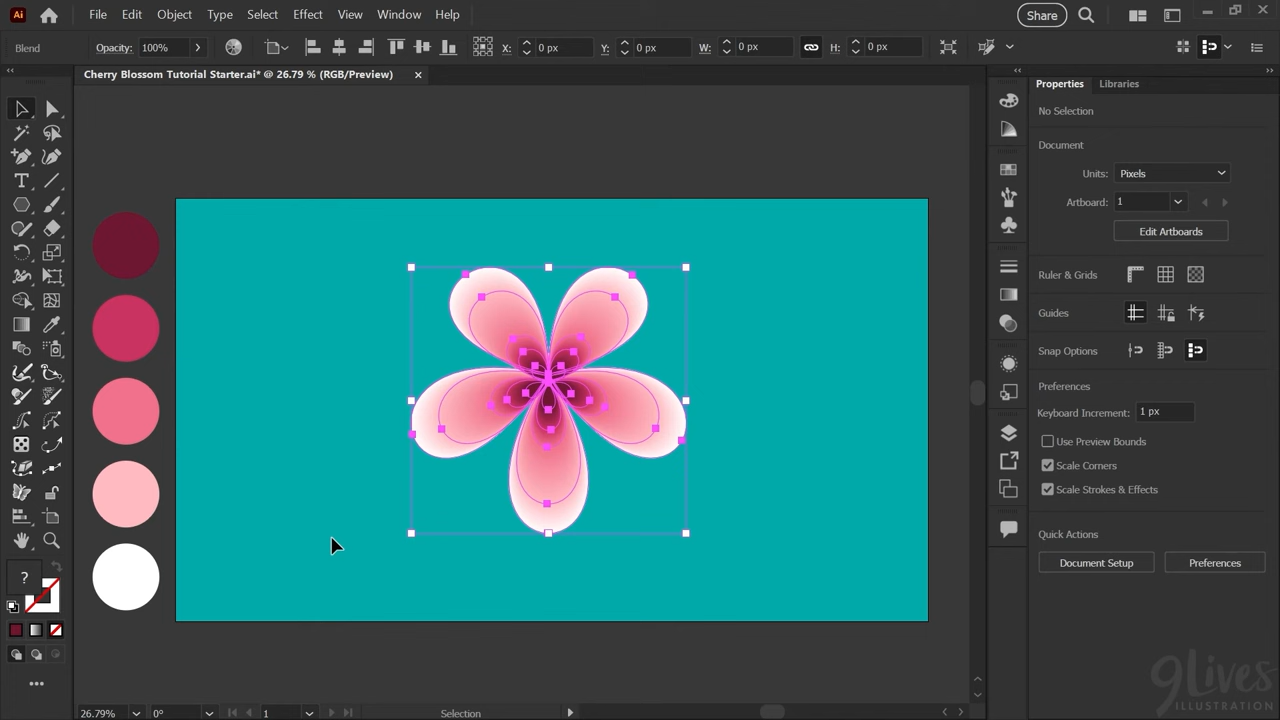 Ai File Edit Object Type Select Effect View Window Help Share
Blend Opacity: 100% X: 0 px Y: 0 px W: 0 px H: 0 px
Cherry Blossom Tutorial Starter.ai* @ 26.79 % (RGB/Preview)
Properties Libraries
No Selection
Document
Units: Pixels
Artboard: 1
Edit Artboards
Ruler & Grids
Guides
Snap Options
Preferences
Keyboard Increment: 1 px
Use Preview Bounds
Scale Corners
Scale Strokes & Effects
Quick Actions
Document Setup Preferences
?
9Lives
ILLUSTRATION
26.79% 0° 1 Selection